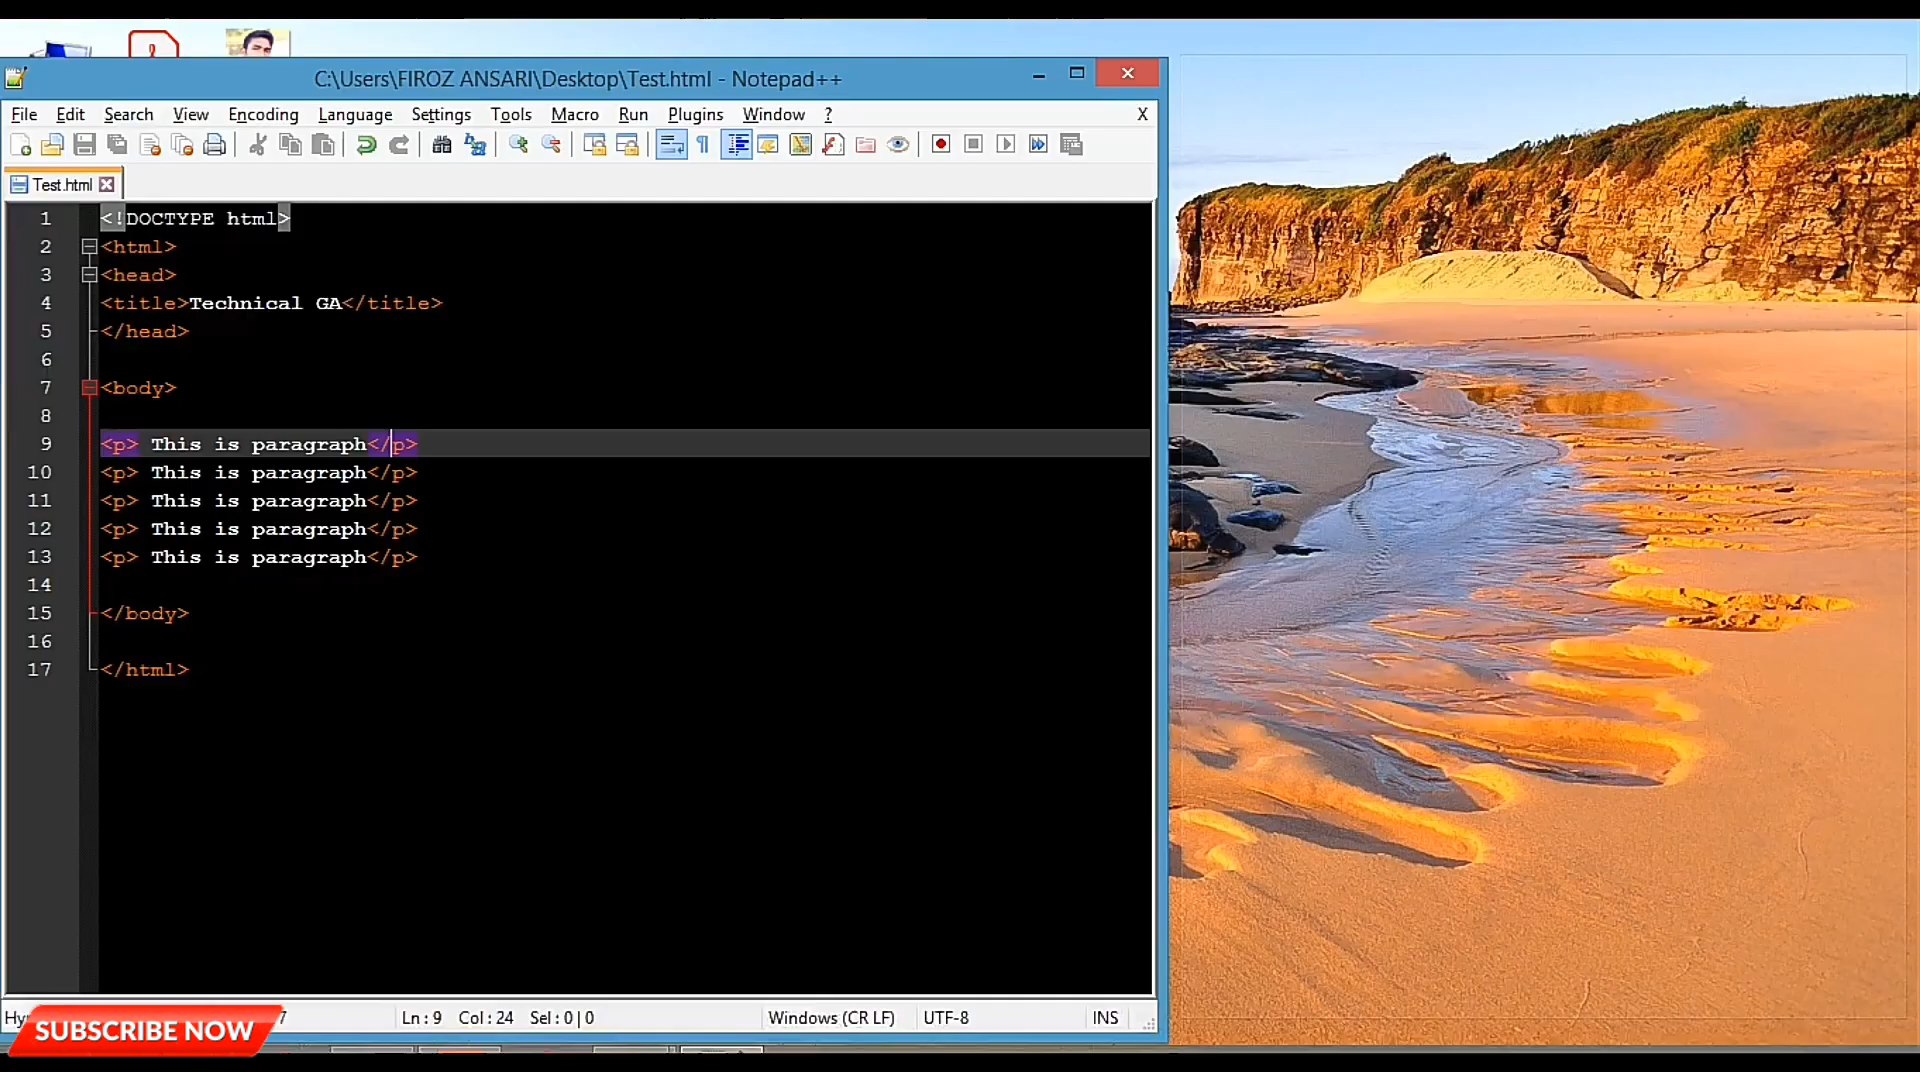 C:\Users\FIROZ ANSARI\Desktop\Test.html - Notepad++
File Edit Search View Encoding Language Settings Tools Macro Run Plugins Window ? X
Test.html
1 <!DOCTYPE html>
2 <html>
3 <head>
4 <title>Technical GA</title>
5 </head>
6
7 <body>
8
9 <p> This is paragraph</p>
10 <p> This is paragraph</p>
11 <p> This is paragraph</p>
12 <p> This is paragraph</p>
13 <p> This is paragraph</p>
14
15 </body>
16
17 </html>
Ln : 9 Col : 24 Sel : 0 | 0 Windows (CR LF) UTF-8 INS
SUBSCRIBE NOW